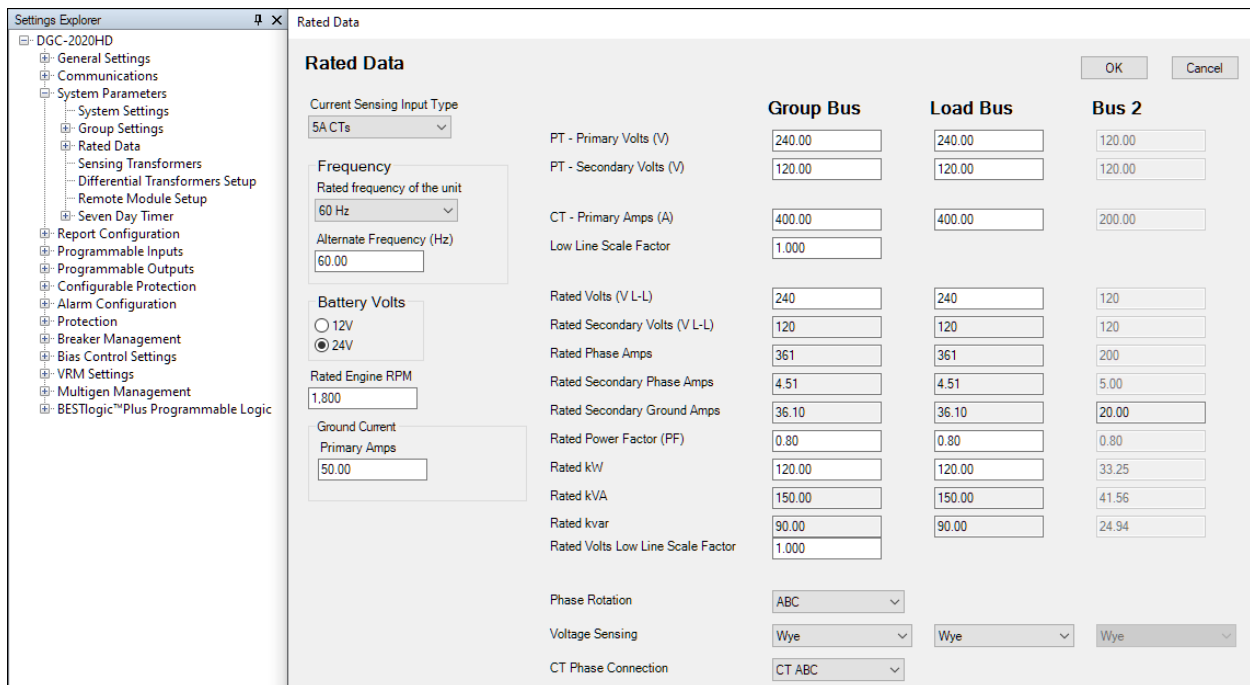 Settings Explorer
DGC-2020HD
General Settings
Communications
System Parameters
System Settings
Group Settings
Rated Data
Sensing Transformers
Differential Transformers Setup
Remote Module Setup
Seven Day Timer
Report Configuration
Programmable Inputs
Programmable Outputs
Configurable Protection
Alarm Configuration
Protection
Breaker Management
Bias Control Settings
VRM Settings
Multigen Management
BESTlogic™Plus Programmable Logic
Rated Data
Rated Data
OK Cancel
Current Sensing Input Type
5A CTs
Frequency
Rated frequency of the unit
60 Hz
Alternate Frequency (Hz)
60.00
Battery Volts
12V
24V
Rated Engine RPM
1,800
Ground Current
Primary Amps
50.00
Group Bus Load Bus Bus 2
PT - Primary Volts (V) 240.00 240.00 120.00
PT - Secondary Volts (V) 120.00 120.00 120.00
CT - Primary Amps (A) 400.00 400.00 200.00
Low Line Scale Factor 1.000
Rated Volts (V L-L) 240 240 120
Rated Secondary Volts (V L-L) 120 120 120
Rated Phase Amps 361 361 200
Rated Secondary Phase Amps 4.51 4.51 5.00
Rated Secondary Ground Amps 36.10 36.10 20.00
Rated Power Factor (PF) 0.80 0.80 0.80
Rated kW 120.00 120.00 33.25
Rated kVA 150.00 150.00 41.56
Rated kvar 90.00 90.00 24.94
Rated Volts Low Line Scale Factor 1.000
Phase Rotation ABC
Voltage Sensing Wye Wye Wye
CT Phase Connection CT ABC